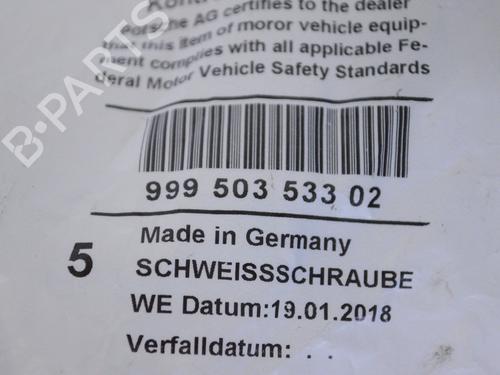 Porsche AG certifies to the dealer
that this item of moror vehicle equip-
ment complies with all applicable Fe-
deral Motor Vehicle Safety Standards
999 503 533 02
5
Made in Germany
SCHWEISSSCHRAUBE
WE Datum:19.01.2018
Verfalldatum: . .
B-PARTS